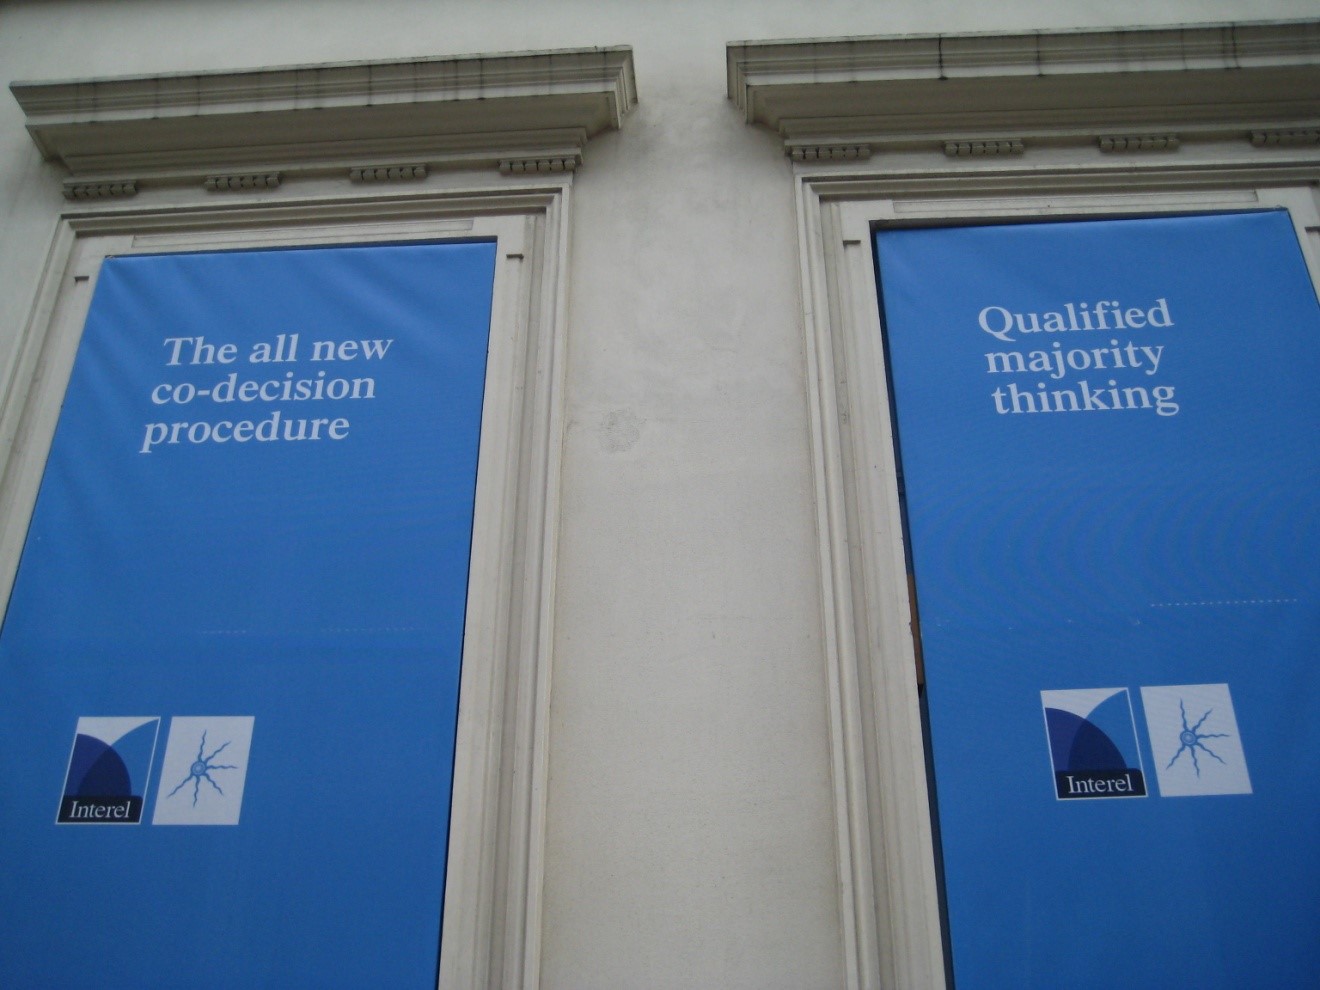 The all new
co-decision
procedure
Interel
Qualified
majority
thinking
Interel